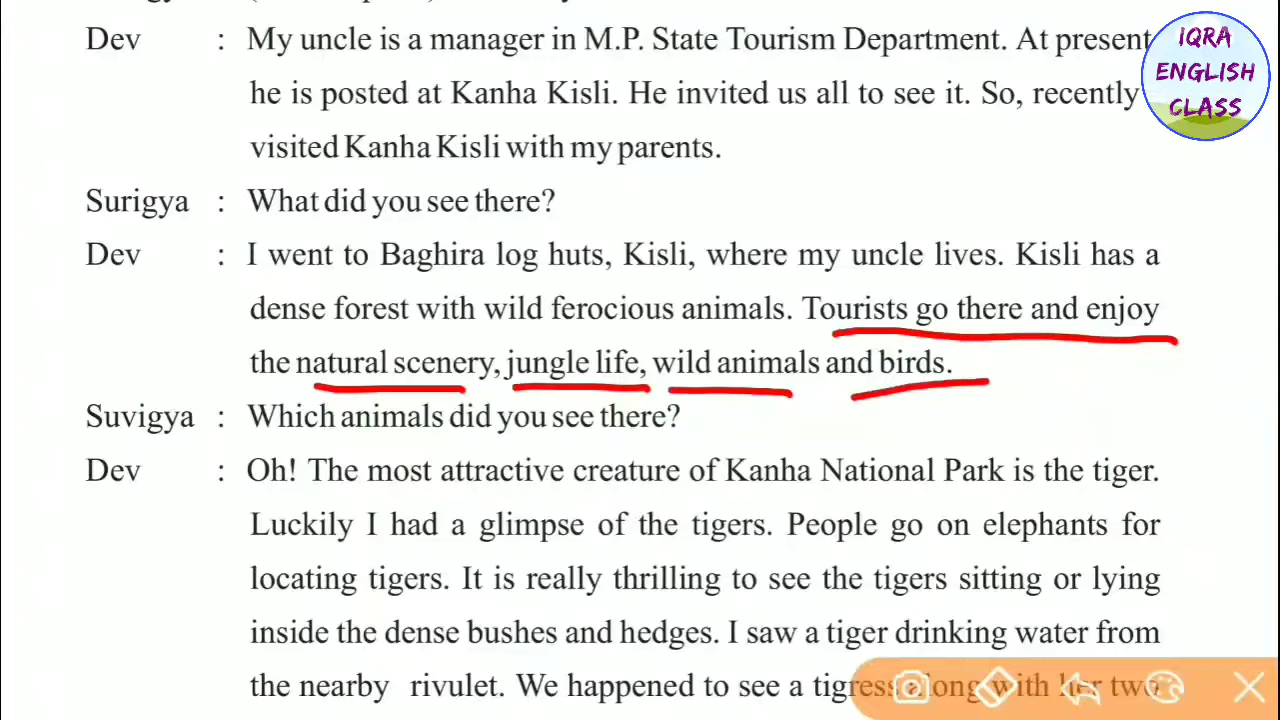 Dev : My uncle is a manager in M.P. State Tourism Department. At present
he is posted at Kanha Kisli. He invited us all to see it. So, recently
visited Kanha Kisli with my parents.
Surigya : What did you see there?
Dev : I went to Baghira log huts, Kisli, where my uncle lives. Kisli has a
dense forest with wild ferocious animals. Tourists go there and enjoy
the natural scenery, jungle life, wild animals and birds.
Suvigya : Which animals did you see there?
Dev : Oh! The most attractive creature of Kanha National Park is the tiger.
Luckily I had a glimpse of the tigers. People go on elephants for
locating tigers. It is really thrilling to see the tigers sitting or lying
inside the dense bushes and hedges. I saw a tiger drinking water from
the nearby rivulet. We happened to see a tigress along with her two
IQRA
ENGLISH
CLASS